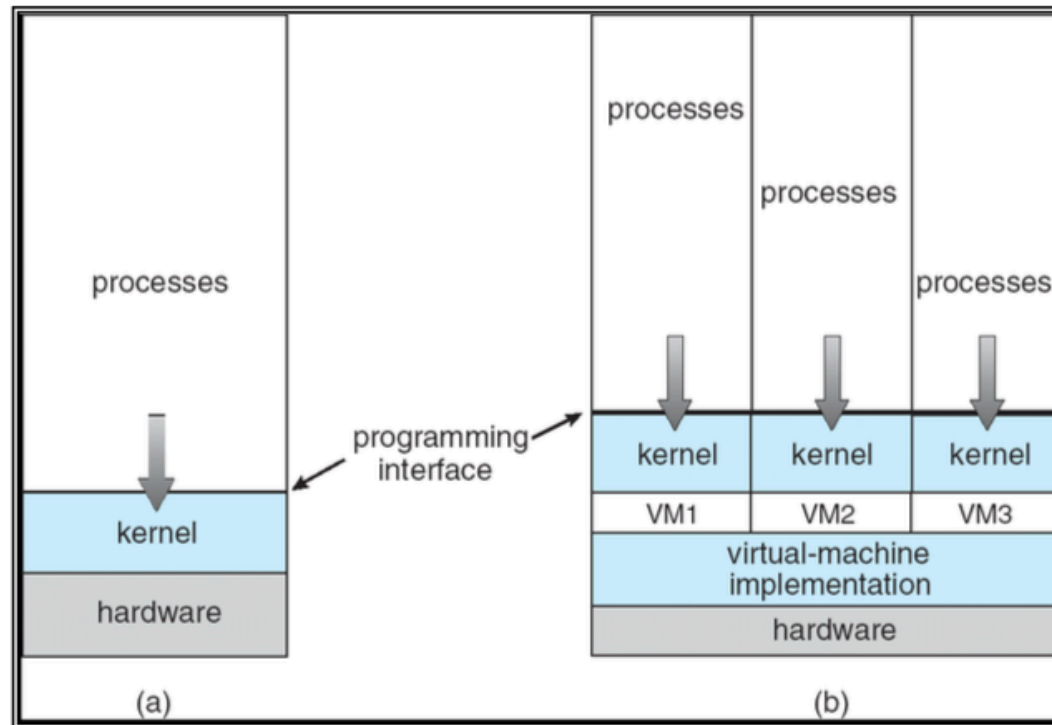 processes
kernel
hardware
(a)
programming
interface
processes
processes
processes
kernel
kernel
kernel
VM1
VM2
VM3
virtual-machine
implementation
hardware
(b)